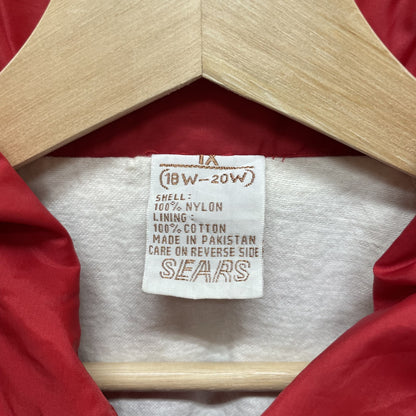 1X
(18W-20W)
SHELL:
100% NYLON
LINING:
100% COTTON
MADE IN PAKISTAN
CARE ON REVERSE SIDE
SEARS